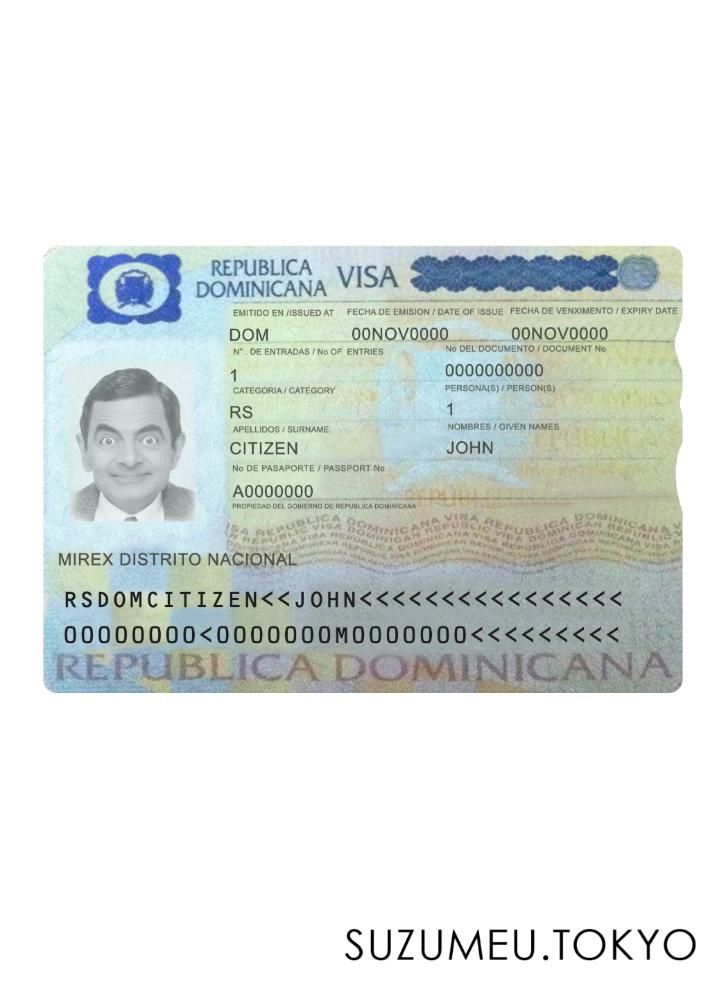 REPUBLICA DOMINICANA VISA
EMITIDO EN /ISSUED AT FECHA DE EMISION / DATE OF ISSUE FECHA DE VENXIMENTO / EXPIRY DATE
DOM 00NOV0000 00NOV0000
N° . DE ENTRADAS / No OF ENTRIES No DEL DOCUMENTO / DOCUMENT No
1 0000000000
CATEGORIA / CATEGORY PERSONA(S) / PERSON(S)
RS 1
APELLIDOS / SURNAME NOMBRES / GIVEN NAMES
CITIZEN JOHN
No DE PASAPORTE / PASSPORT No
A0000000
PROPIEDAD DEL GOBIERNO DE REPUBLICA DOMINICANA
MIREX DISTRITO NACIONAL
RSDOMCITIZEN<<JOHN<<<<<<<<<<<<<<<<<
00000000<0000000M0000000<<<<<<<<<
REPUBLICA DOMINICANA
SUZUMEU.TOKYO